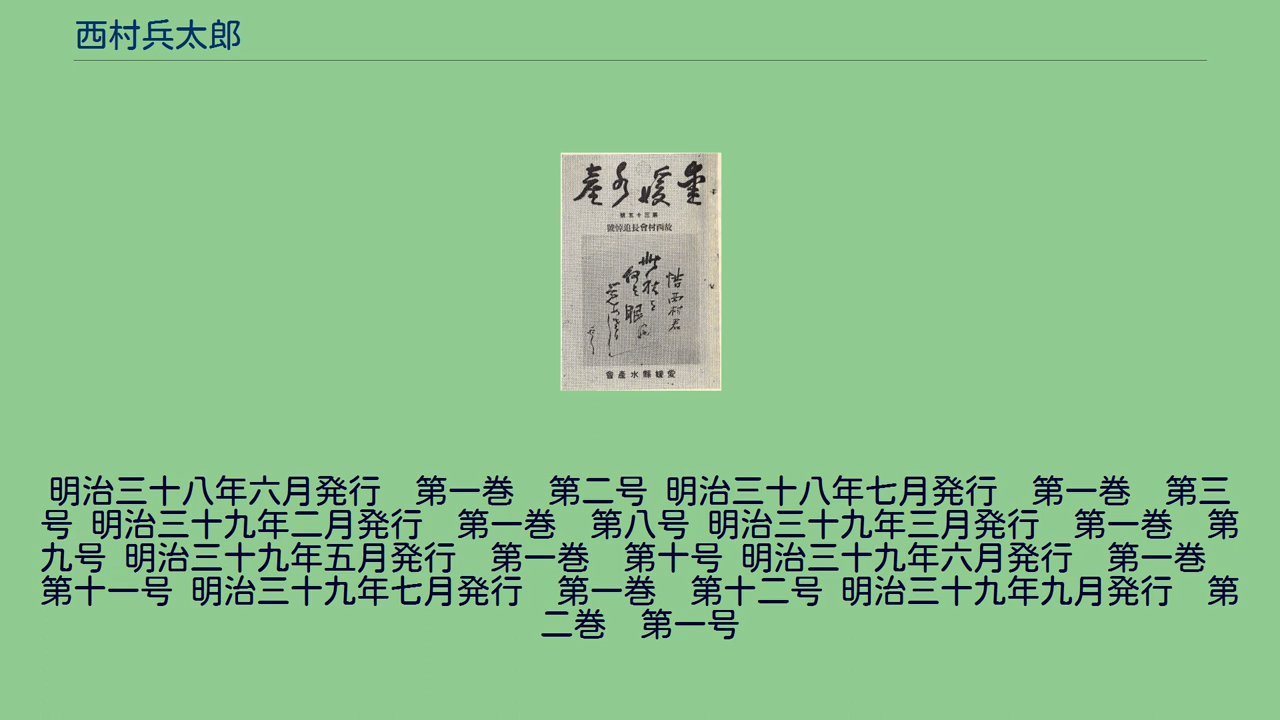 西村兵太郎
愛媛水産
第三十五號
故西村會長追悼號
惜西村君
愛媛縣水產會
明治三十八年六月発行　第一巻　第二号 明治三十八年七月発行　第一巻　第三
号 明治三十九年二月発行　第一巻　第八号 明治三十九年三月発行　第一巻　第
九号 明治三十九年五月発行　第一巻　第十号 明治三十九年六月発行　第一巻
第十一号 明治三十九年七月発行　第一巻　第十二号 明治三十九年九月発行　第
二巻　第一号